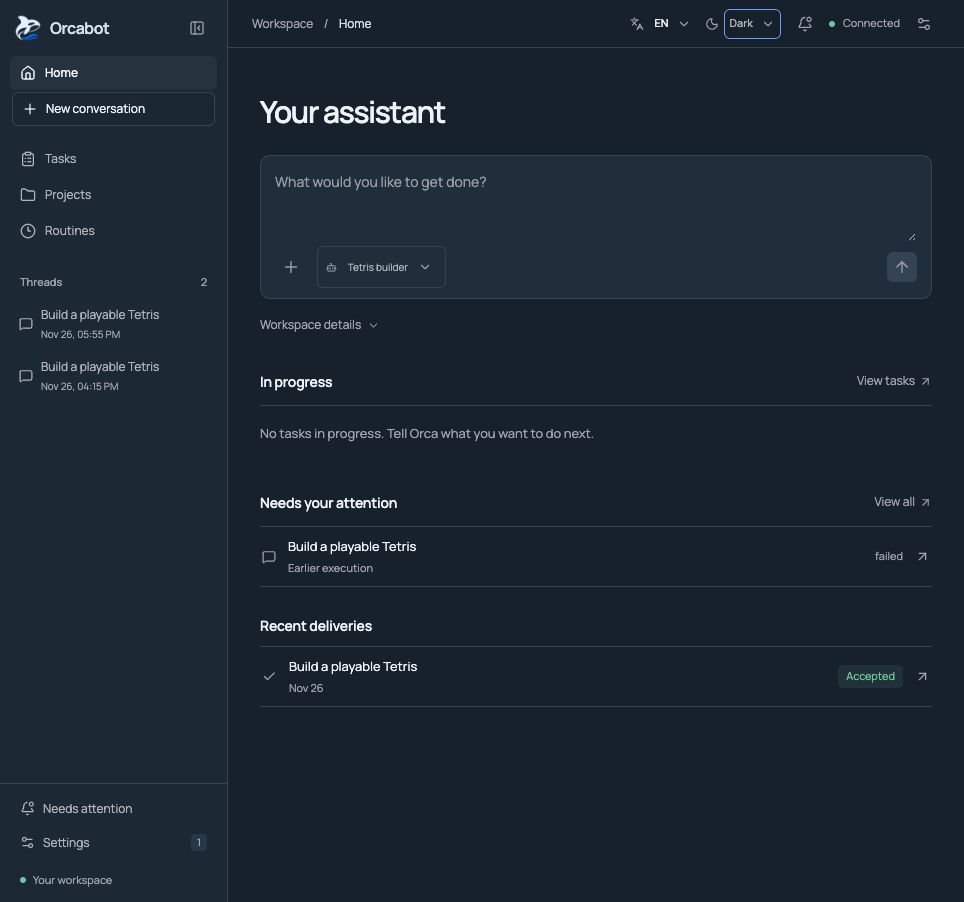 Orcabot
Home
New conversation
Tasks
Projects
Routines
Threads 2
Build a playable Tetris
Nov 26, 05:55 PM
Build a playable Tetris
Nov 26, 04:15 PM
Needs attention
Settings 1
Your workspace
Workspace / Home EN Dark Connected
Your assistant
What would you like to get done?
Tetris builder
Workspace details
In progress View tasks
No tasks in progress. Tell Orca what you want to do next.
Needs your attention View all
Build a playable Tetris
Earlier execution
failed
Recent deliveries
Build a playable Tetris
Nov 26
Accepted